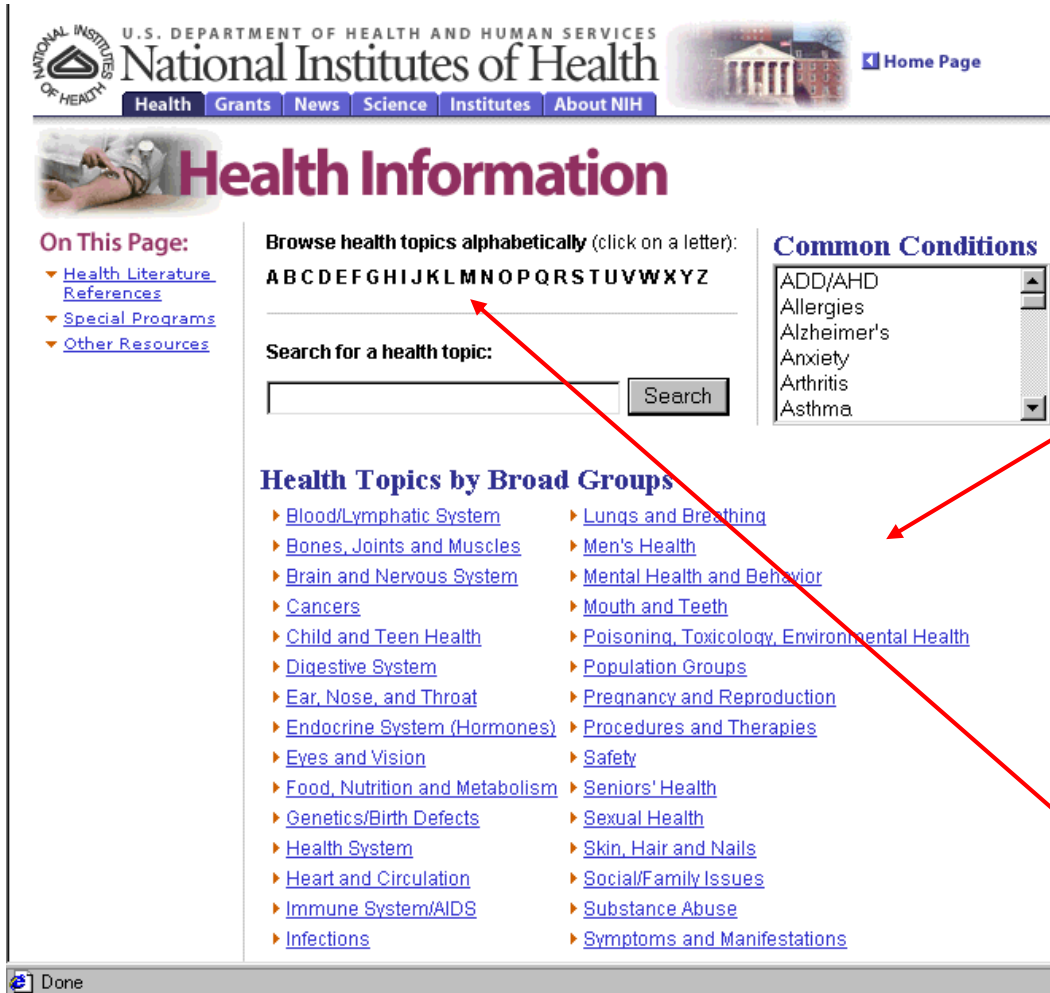 NATIONAL INSTITUTES OF HEALTH
U.S. DEPARTMENT OF HEALTH AND HUMAN SERVICES
National Institutes of Health
Home Page
Health Grants News Science Institutes About NIH
Health Information
On This Page:
Health Literature
References
Special Programs
Other Resources
Browse health topics alphabetically (click on a letter):
A B C D E F G H I J K L M N O P Q R S T U V W X Y Z
Search for a health topic:
Search
Common Conditions
ADD/AHD
Allergies
Alzheimer's
Anxiety
Arthritis
Asthma
Health Topics by Broad Groups
Blood/Lymphatic System
Bones, Joints and Muscles
Brain and Nervous System
Cancers
Child and Teen Health
Digestive System
Ear, Nose, and Throat
Endocrine System (Hormones)
Eyes and Vision
Food, Nutrition and Metabolism
Genetics/Birth Defects
Health System
Heart and Circulation
Immune System/AIDS
Infections
Lungs and Breathing
Men's Health
Mental Health and Behavior
Mouth and Teeth
Poisoning, Toxicology, Environmental Health
Population Groups
Pregnancy and Reproduction
Procedures and Therapies
Safety
Seniors' Health
Sexual Health
Skin, Hair and Nails
Social/Family Issues
Substance Abuse
Symptoms and Manifestations
Done